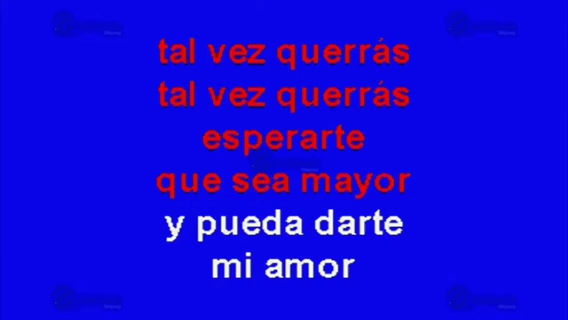 tal vez querrás
tal vez querrás
esperarte
que sea mayor
y pueda darte
mi amor